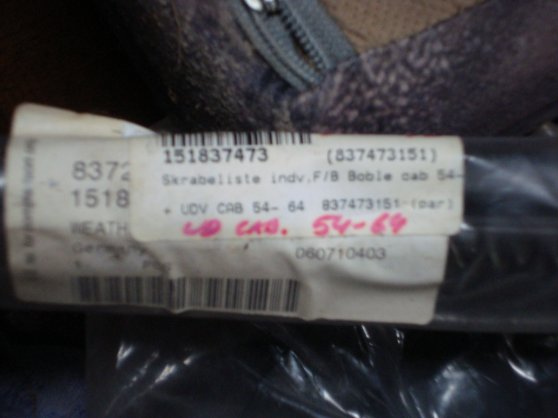 151837473 (837473151)
Skrabeliste indv.F/B Boble cab 54-
+ UDV CAB 54- 64 837473151 (par)
UD CAB. 54-64
8372
1518
WEATH
Germany
060710403